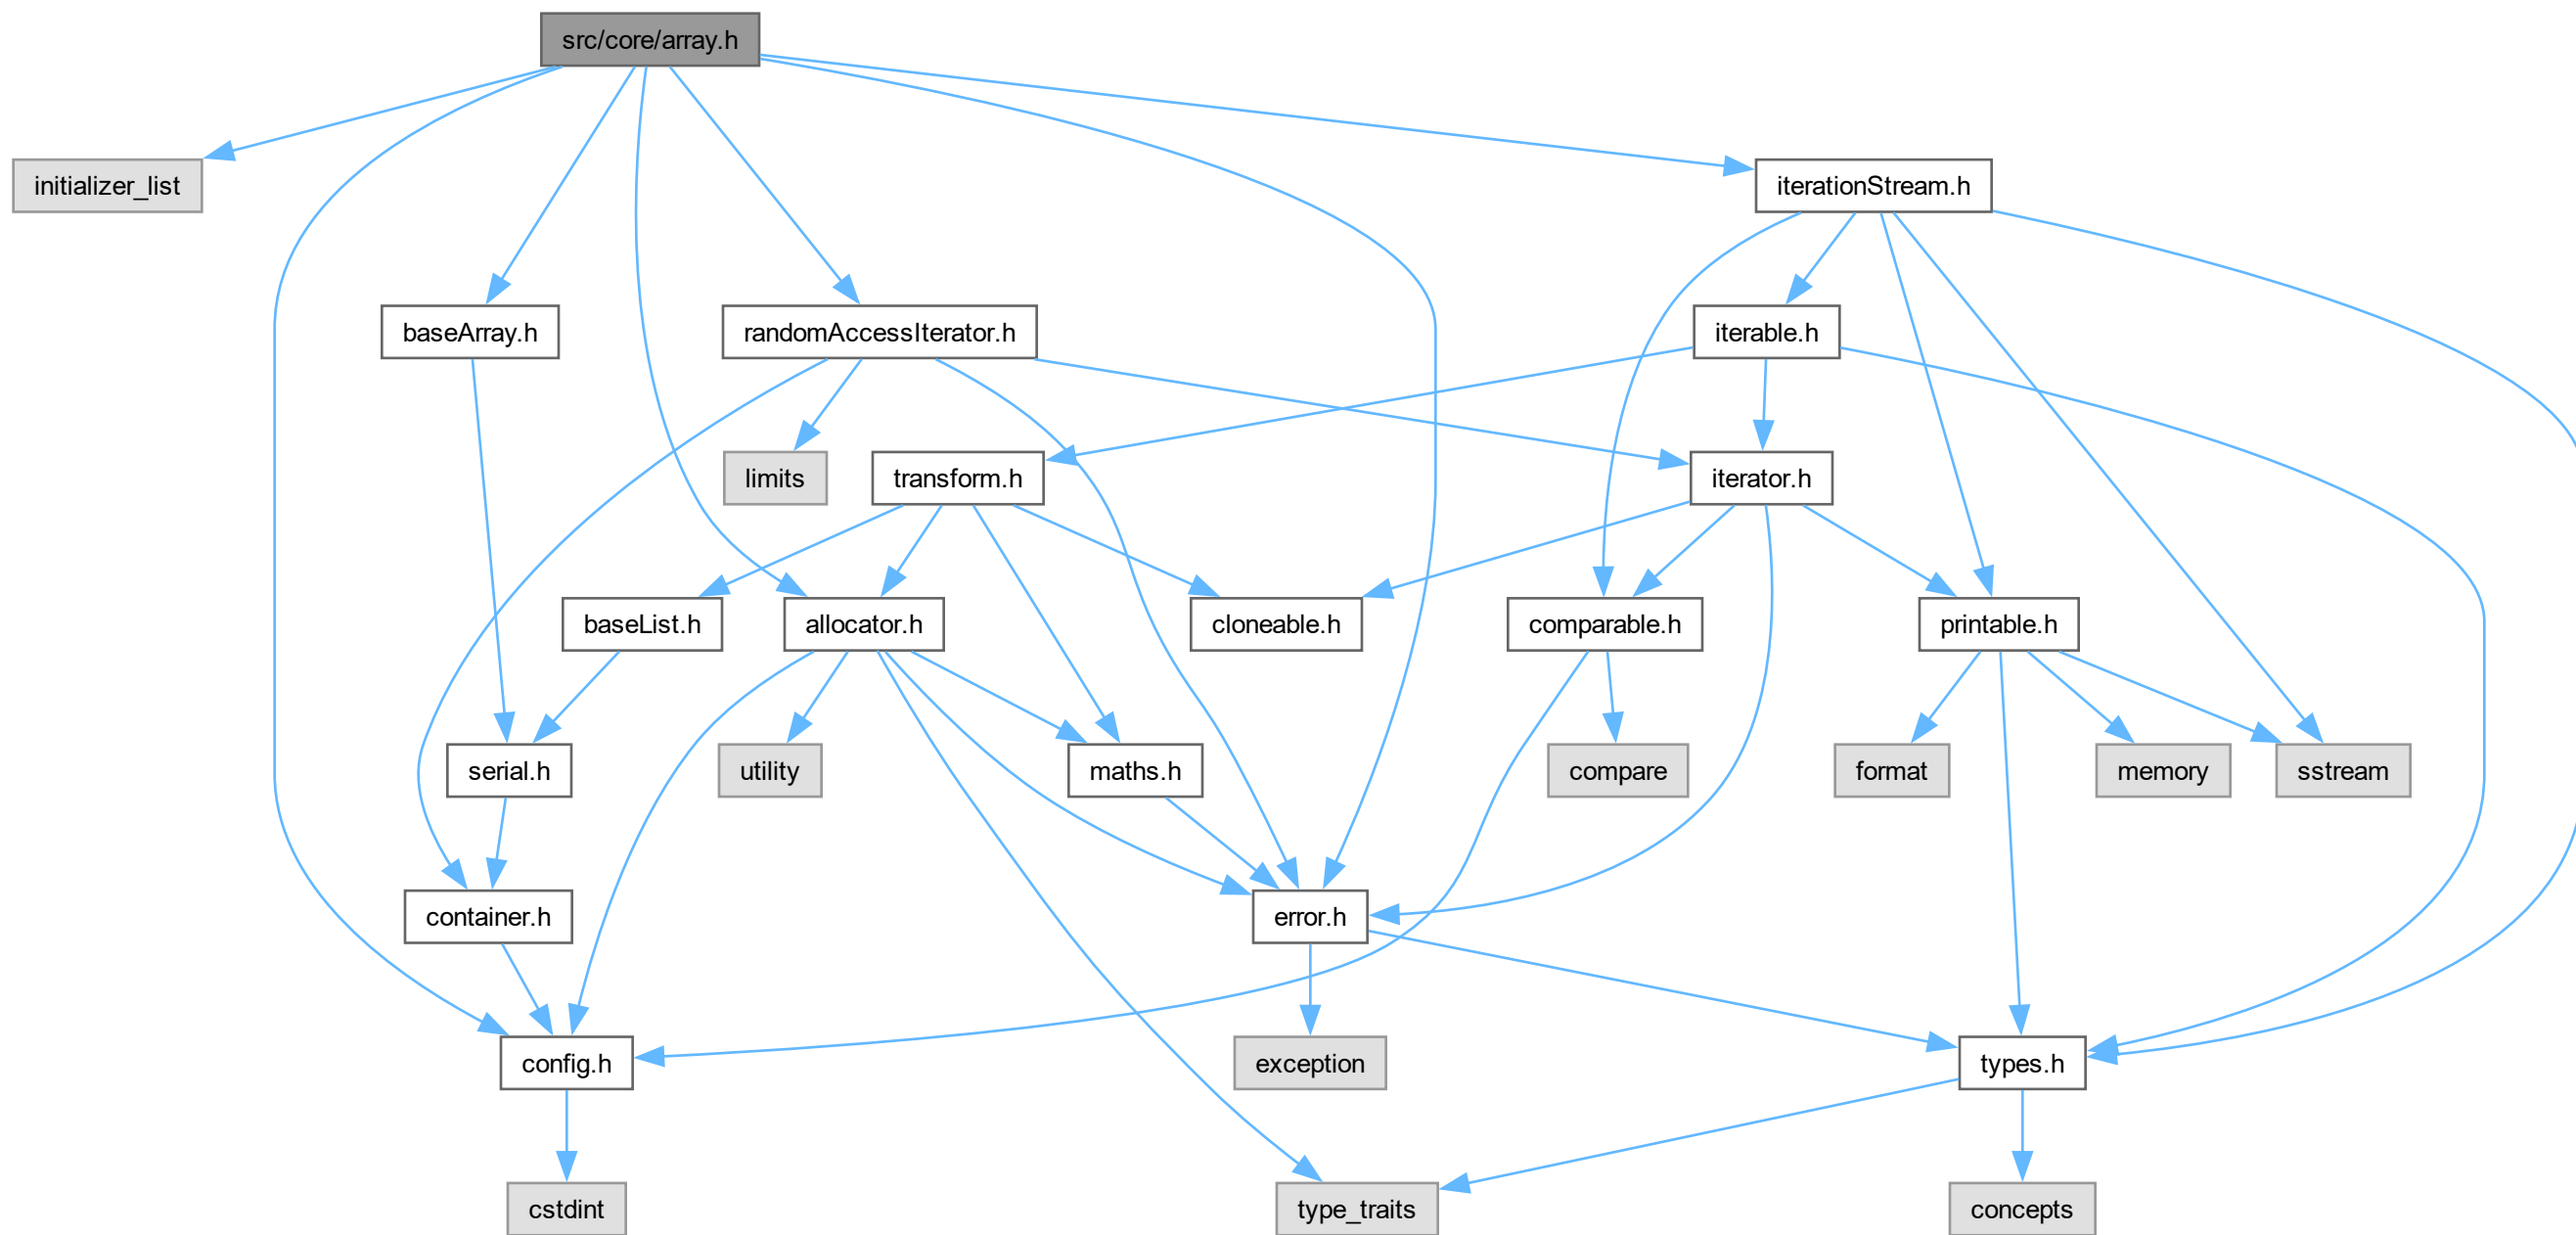 src/core/array.h
initializer_list
iterationStream.h
baseArray.h
randomAccessIterator.h
iterable.h
limits
transform.h
iterator.h
baseList.h
allocator.h
cloneable.h
comparable.h
printable.h
serial.h
utility
maths.h
compare
format
memory
sstream
container.h
error.h
config.h
exception
types.h
cstdint
type_traits
concepts